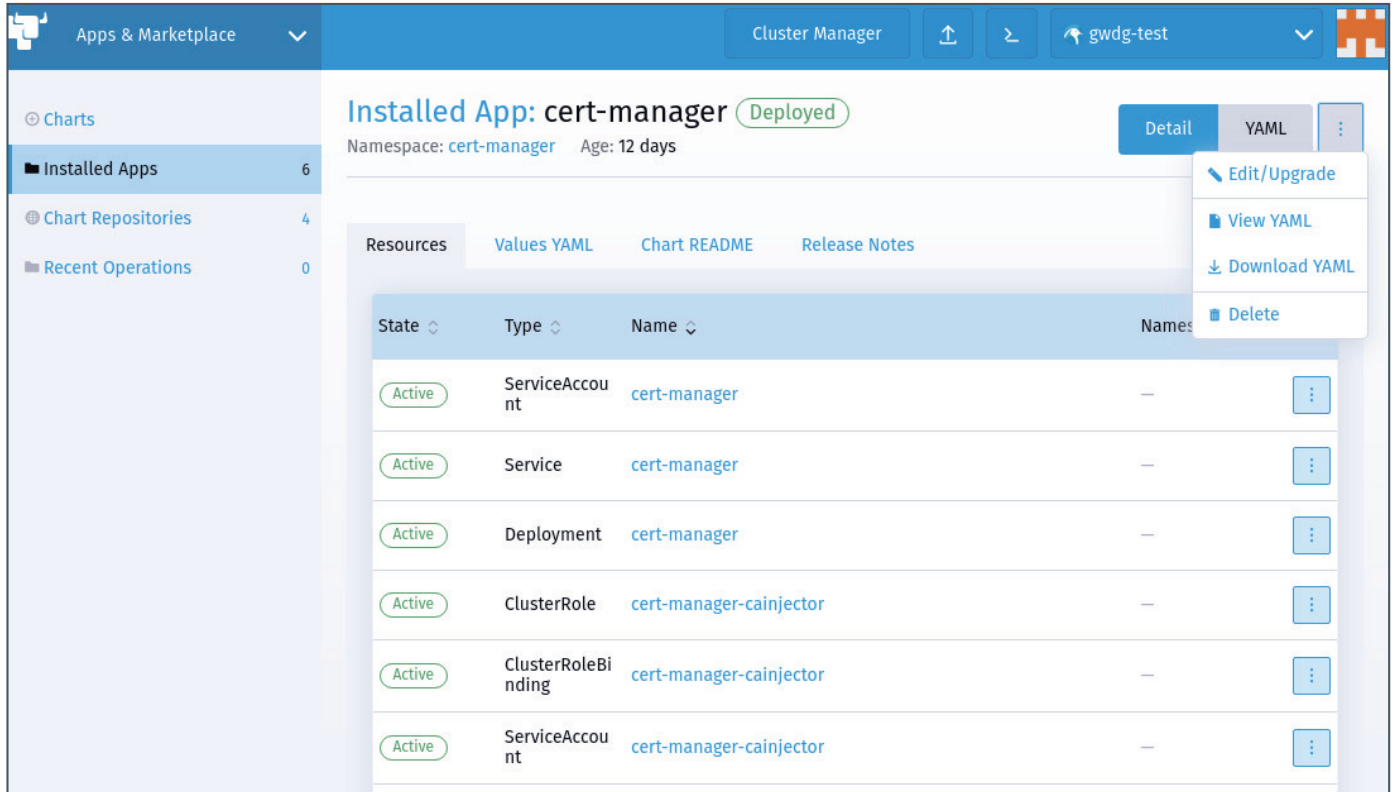 Apps & Marketplace
Cluster Manager
gwdg-test
Charts
Installed Apps 6
Chart Repositories 4
Recent Operations 0
Installed App: cert-manager Deployed
Namespace: cert-manager Age: 12 days
Detail YAML
Edit/Upgrade
View YAML
Download YAML
Delete
Resources Values YAML Chart README Release Notes
State Type Name Names
Active ServiceAccou
nt cert-manager —
Active Service cert-manager —
Active Deployment cert-manager —
Active ClusterRole cert-manager-cainjector —
Active ClusterRoleBi
nding cert-manager-cainjector —
Active ServiceAccou
nt cert-manager-cainjector —